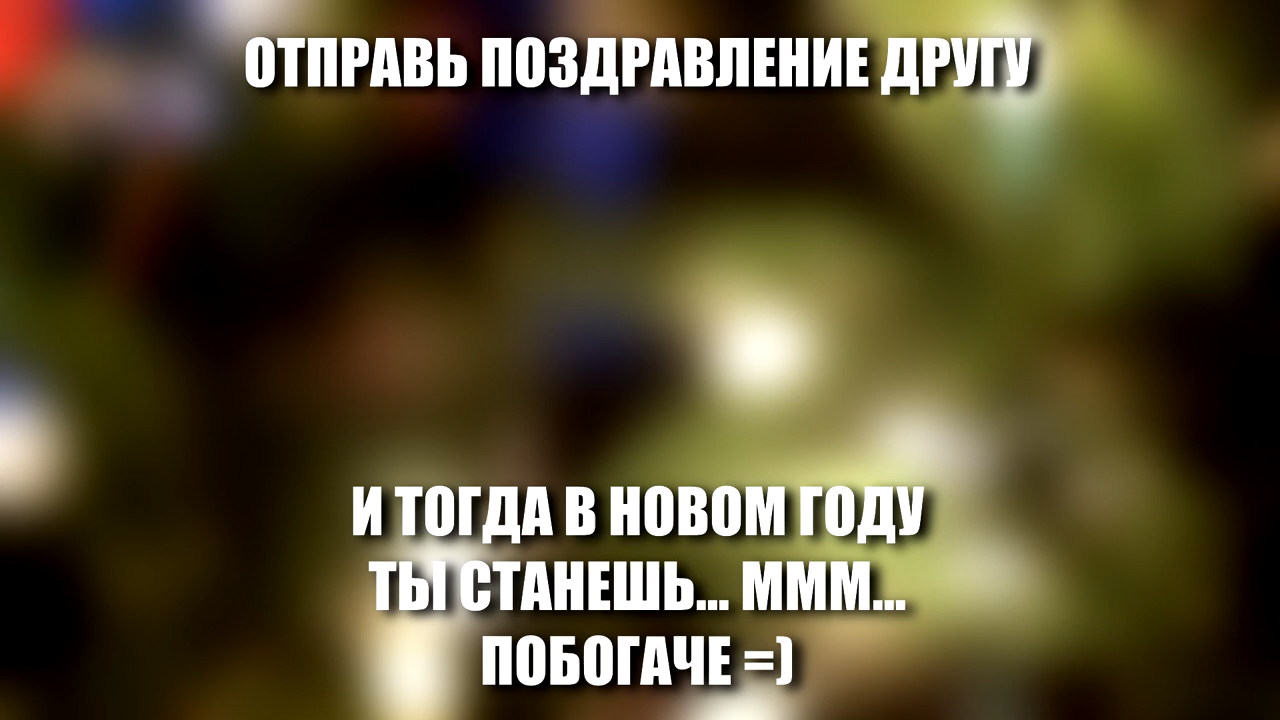 ОТПРАВЬ ПОЗДРАВЛЕНИЕ ДРУГУ
И ТОГДА В НОВОМ ГОДУ
ТЫ СТАНЕШЬ... МММ...
ПОБОГАЧЕ =)